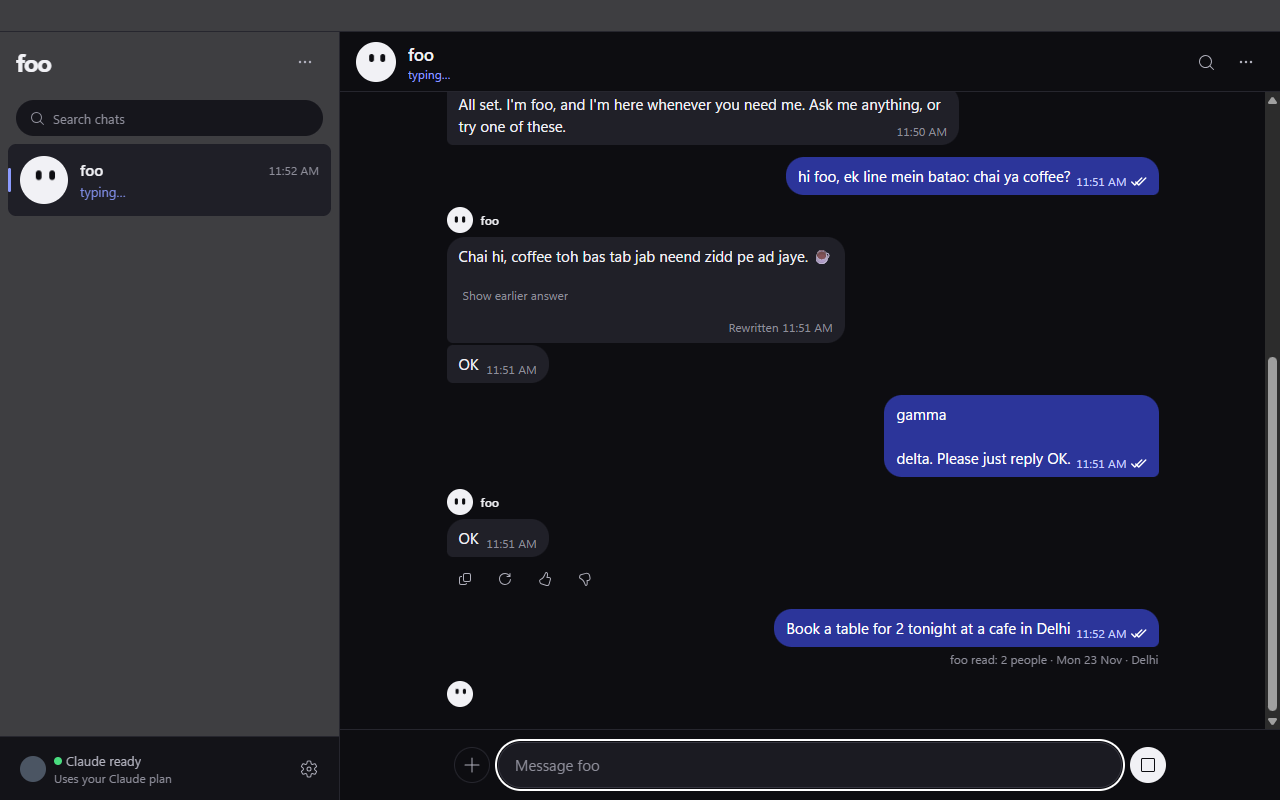 foo
Search chats
foo
11:52 AM
typing...
Claude ready
Uses your Claude plan
foo
typing...
All set. I'm foo, and I'm here whenever you need me. Ask me anything, or
try one of these.
11:50 AM
hi foo, ek line mein batao: chai ya coffee? 11:51 AM
foo
Chai hi, coffee toh bas tab jab neend zidd pe ad jaye. ☕
Show earlier answer
Rewritten 11:51 AM
OK 11:51 AM
gamma
delta. Please just reply OK. 11:51 AM
foo
OK 11:51 AM
Book a table for 2 tonight at a cafe in Delhi 11:52 AM
foo read: 2 people · Mon 23 Nov · Delhi
Message foo